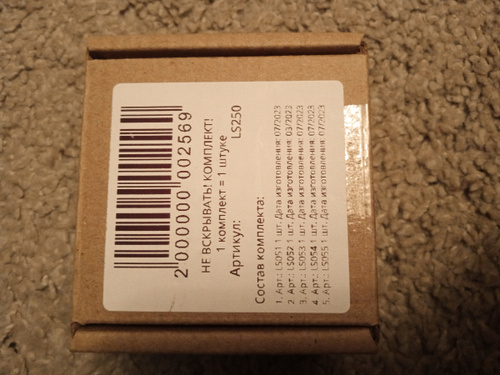 2 000000 002569
НЕ ВСКРЫВАТЬ! КОМПЛЕКТ!
1 комплект = 1 штуке
Артикул: LS250
Состав комплекта:
1. Арт.: LS051 1 шт. Дата изготовления: 07/2023
2. Арт.: LS052 1 шт. Дата изготовления: 03/2023
3. Арт.: LS053 1 шт. Дата изготовления: 07/2023
4. Арт.: LS054 1 шт. Дата изготовления: 07/2023
5. Арт.: LS055 1 шт. Дата изготовления: 07/2023